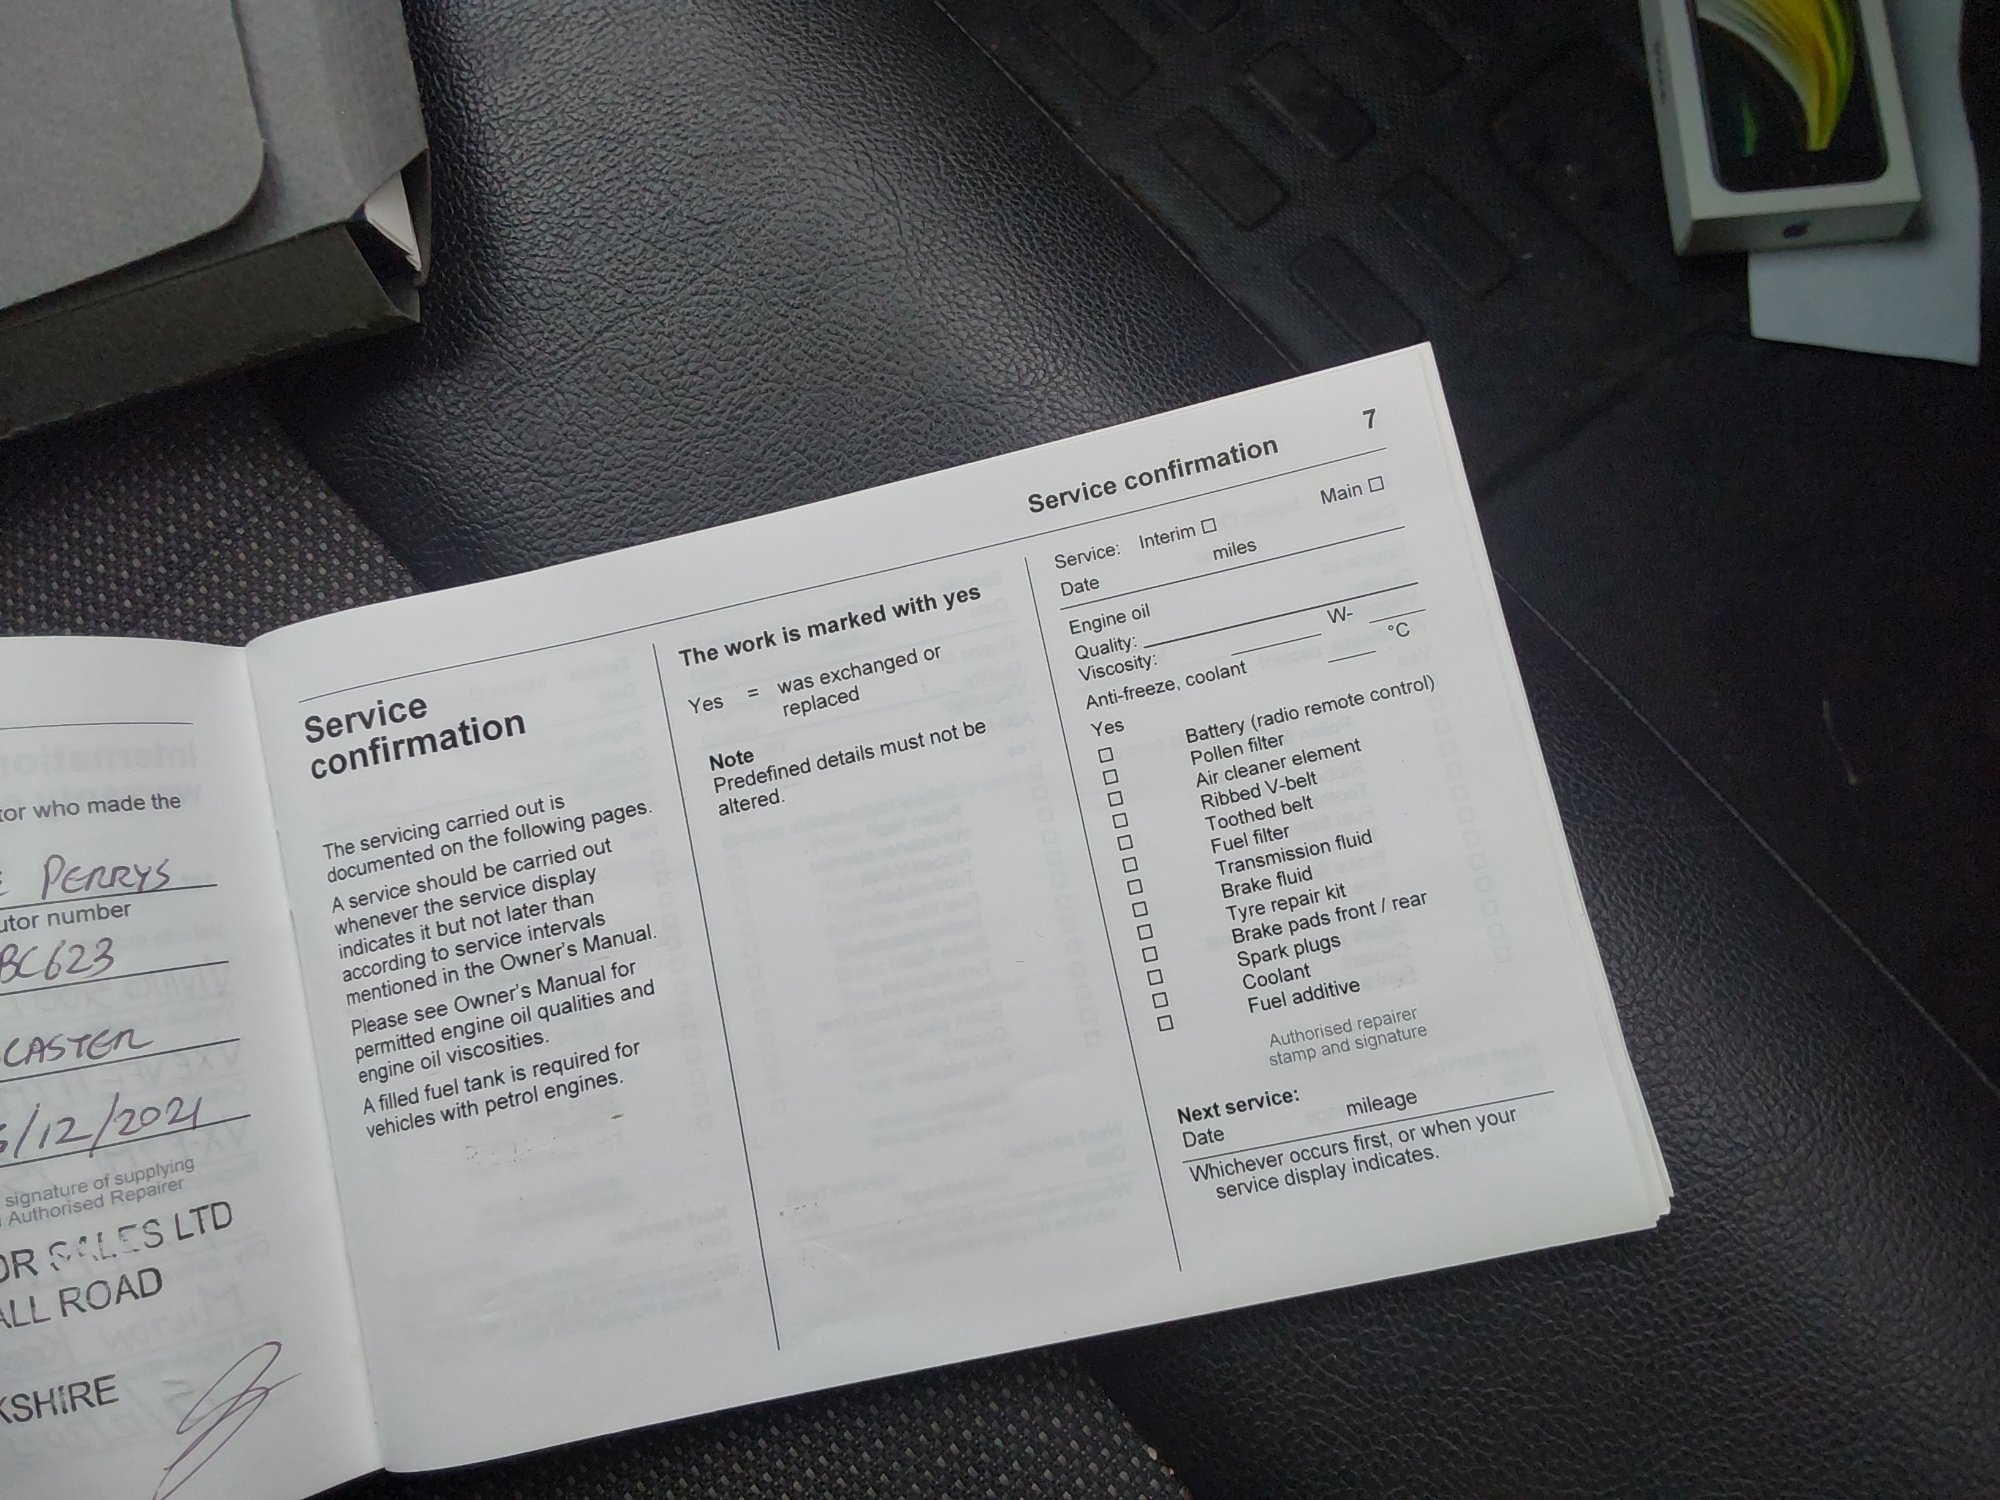 tor who made the
PERRYS
utor number
BC623
CASTER
/12/2021
signature of supplying
Authorised Repairer
OR SALES LTD
ALL ROAD
KSHIRE
Service confirmation
7
Service
confirmation
The servicing carried out is
documented on the following pages.
A service should be carried out
whenever the service display
indicates it but not later than
according to service intervals
mentioned in the Owner's Manual.
Please see Owner's Manual for
permitted engine oil qualities and
engine oil viscosities.
A filled fuel tank is required for
vehicles with petrol engines.
The work is marked with yes
Yes = was exchanged or
replaced
Note
Predefined details must not be
altered.
Service: Interim ☐ Main ☐
Date miles
Engine oil
Quality:
Viscosity: W-
Anti-freeze, coolant °C
Yes
☐ Battery (radio remote control)
☐ Pollen filter
☐ Air cleaner element
☐ Ribbed V-belt
☐ Toothed belt
☐ Fuel filter
☐ Transmission fluid
☐ Brake fluid
☐ Tyre repair kit
☐ Brake pads front / rear
☐ Spark plugs
☐ Coolant
☐ Fuel additive
Authorised repairer
stamp and signature
Next service:
Date mileage
Whichever occurs first, or when your
service display indicates.